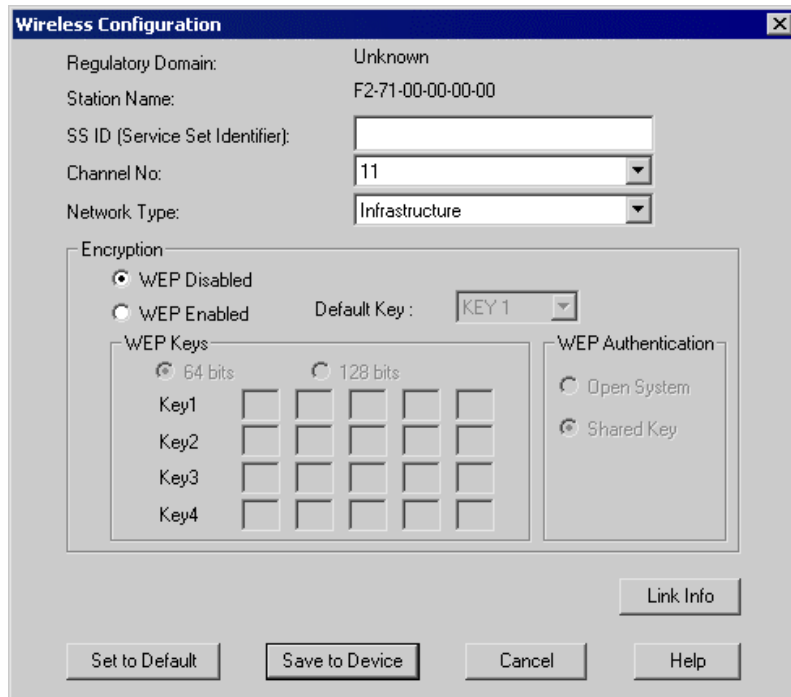 Wireless Configuration
Regulatory Domain: Unknown
Station Name: F2-71-00-00-00-00
SS ID (Service Set Identifier):
Channel No: 11
Network Type: Infrastructure
Encryption
WEP Disabled
WEP Enabled Default Key : KEY 1
WEP Keys WEP Authentication
64 bits 128 bits Open System
Key1
Key2 Shared Key
Key3
Key4
Link Info
Set to Default Save to Device Cancel Help